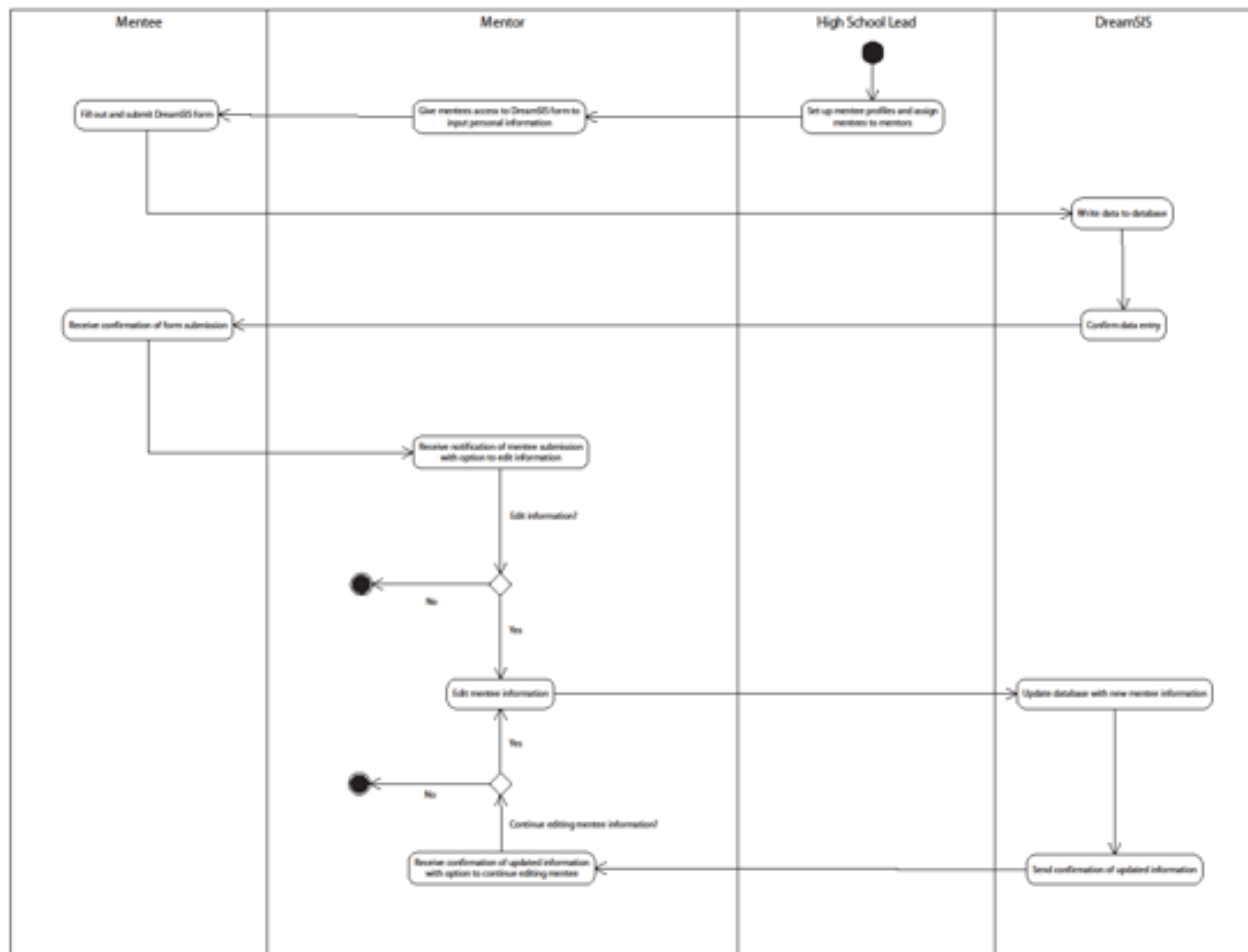 Mentee
Mentor
High School Lead
DreamSIS
Fill out and submit DreamSIS form
Give mentees access to DreamSIS form to
input personal information
Set up mentee profiles and assign
mentees to mentors
Write data to database
Receive confirmation of form submission
Confirm data entry
Receive notification of mentee submission
with option to edit information
Edit information?
No
Yes
Edit mentee information
Update database with new mentee information
Yes
No
Continue editing mentee information?
Receive confirmation of updated information
with option to continue editing mentee
Send confirmation of updated information